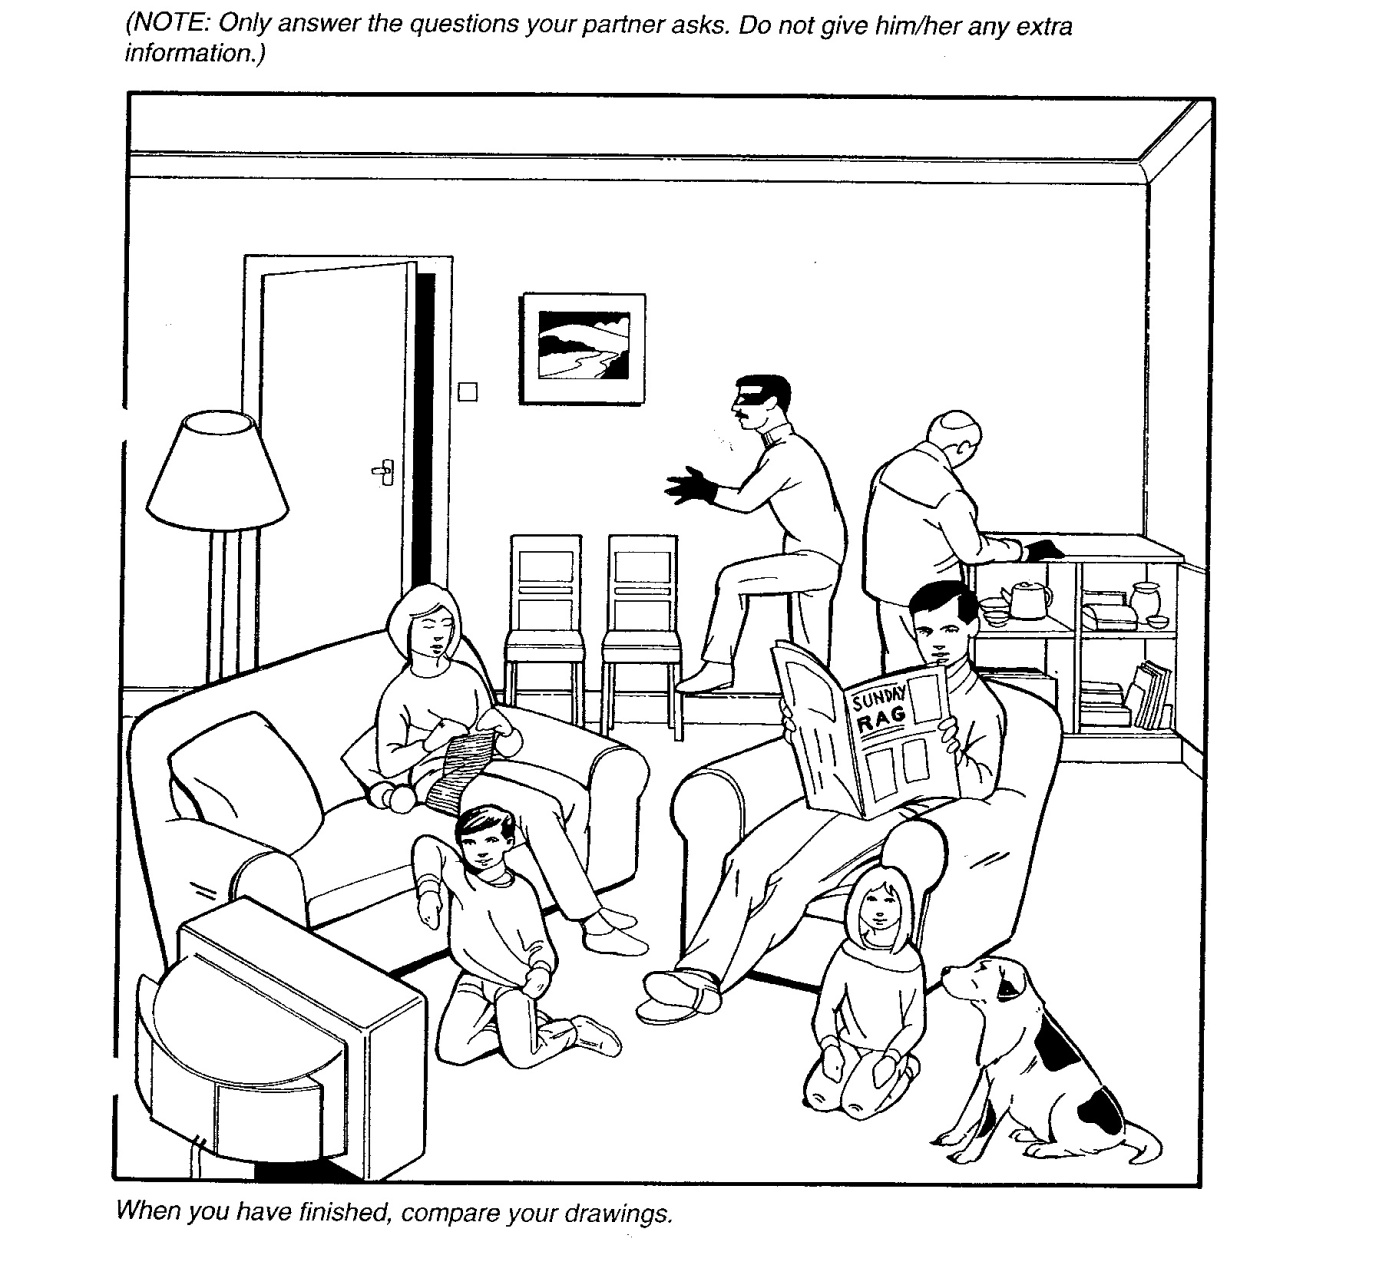 (NOTE: Only answer the questions your partner asks. Do not give him/her any extra
information.)
SUNDAY
RAG
When you have finished, compare your drawings.